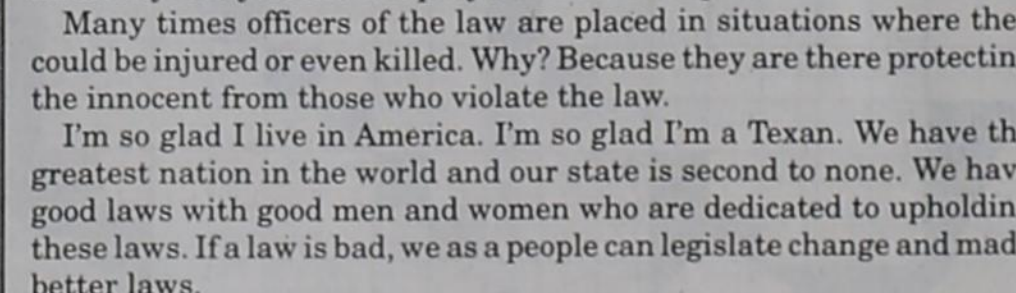 Many times officers of the law are placed in situations where the
could be injured or even killed. Why? Because they are there protectin
the innocent from those who violate the law.
I'm so glad I live in America. I'm so glad I'm a Texan. We have th
greatest nation in the world and our state is second to none. We hav
good laws with good men and women who are dedicated to upholdin
these laws. If a law is bad, we as a people can legislate change and mad
better laws.